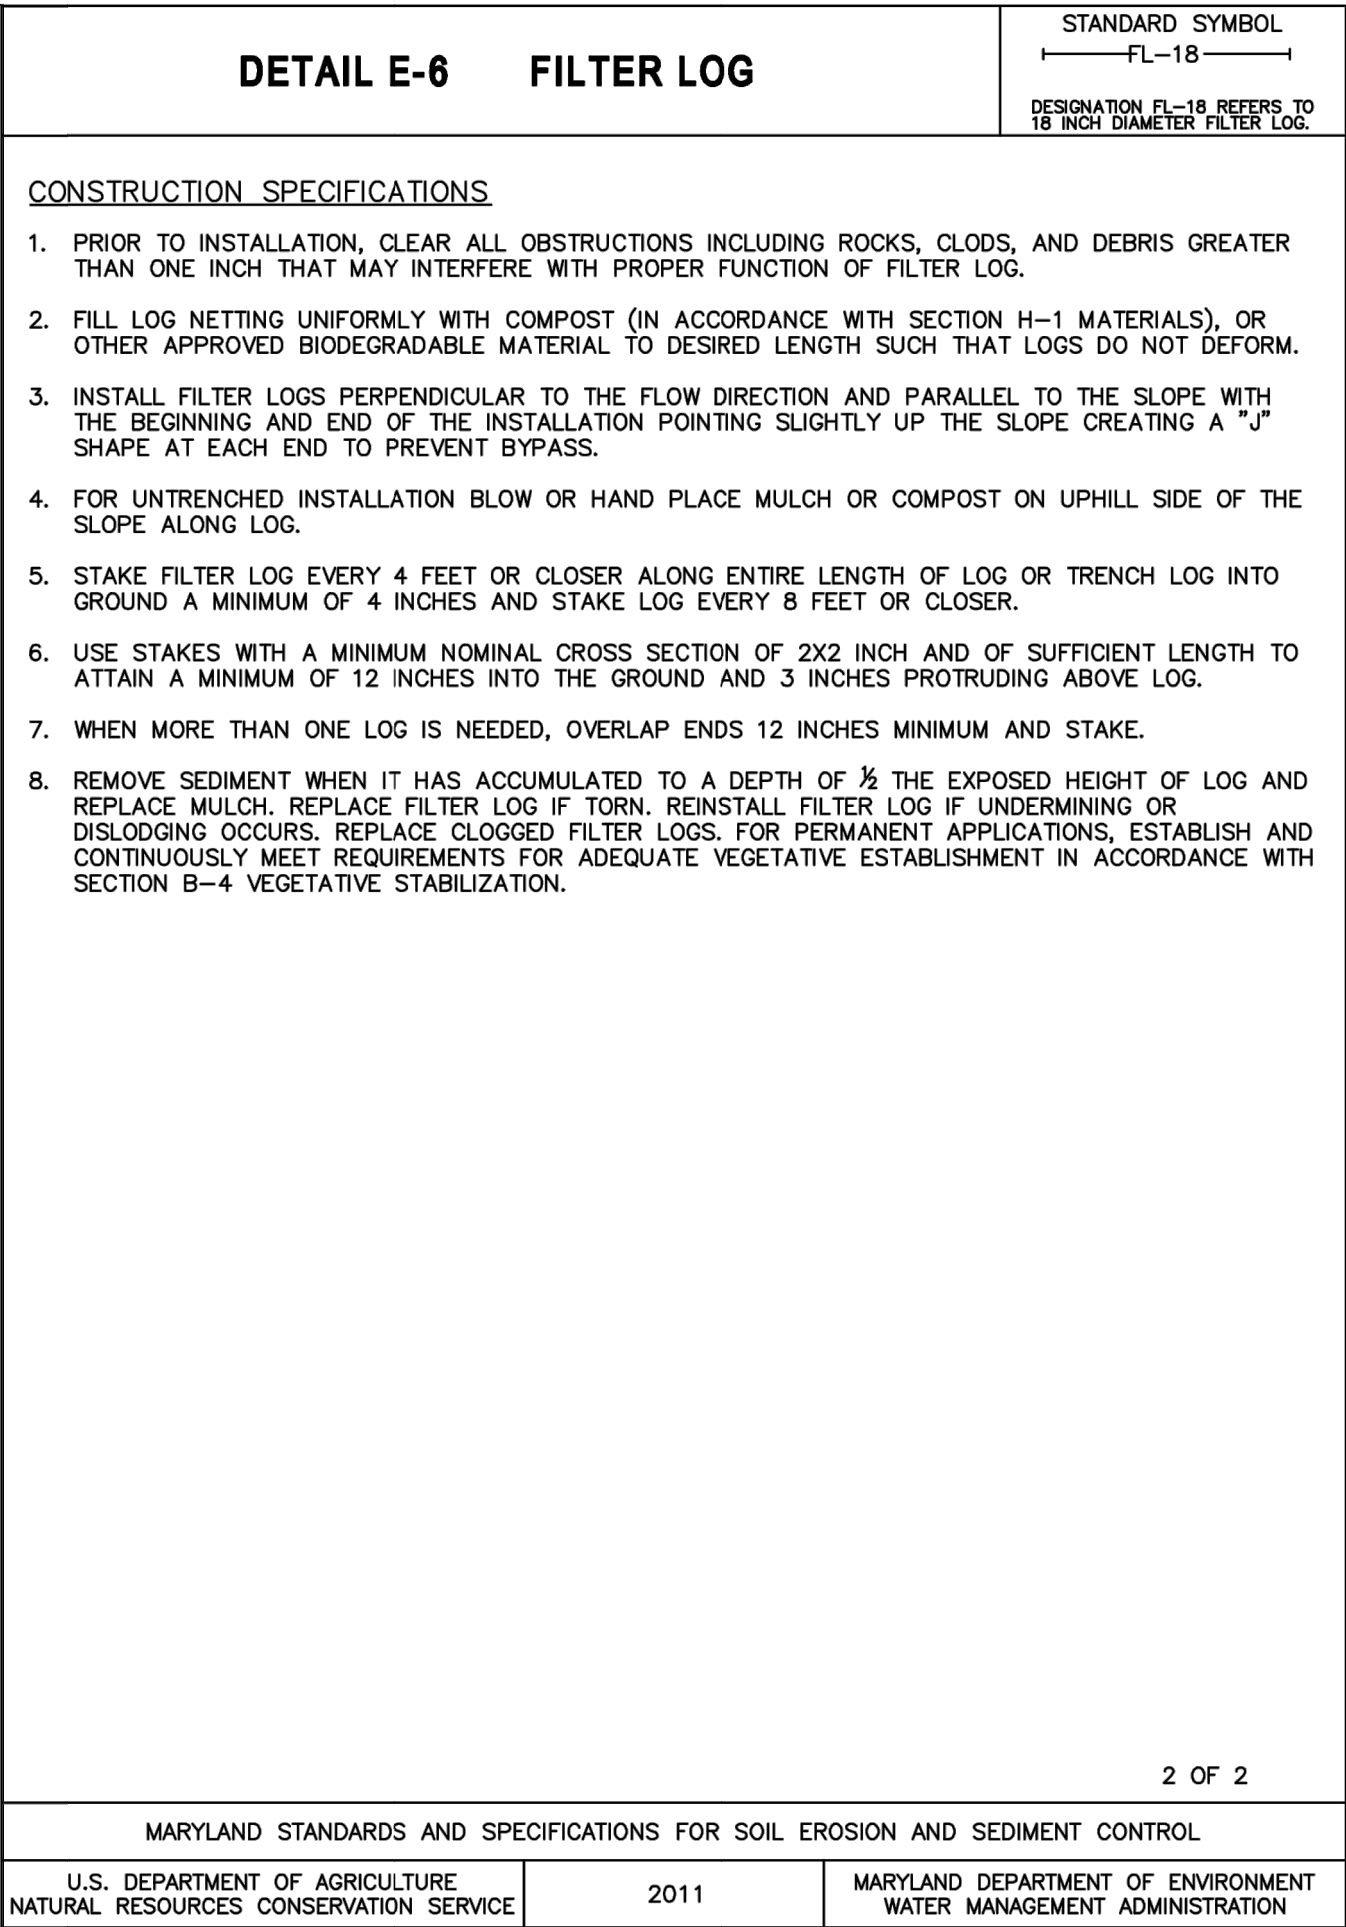 DETAIL E-6 FILTER LOG
STANDARD SYMBOL
FL-18
DESIGNATION FL-18 REFERS TO
18 INCH DIAMETER FILTER LOG.
CONSTRUCTION SPECIFICATIONS
1. PRIOR TO INSTALLATION, CLEAR ALL OBSTRUCTIONS INCLUDING ROCKS, CLODS, AND DEBRIS GREATER
THAN ONE INCH THAT MAY INTERFERE WITH PROPER FUNCTION OF FILTER LOG.
2. FILL LOG NETTING UNIFORMLY WITH COMPOST (IN ACCORDANCE WITH SECTION H-1 MATERIALS), OR
OTHER APPROVED BIODEGRADABLE MATERIAL TO DESIRED LENGTH SUCH THAT LOGS DO NOT DEFORM.
3. INSTALL FILTER LOGS PERPENDICULAR TO THE FLOW DIRECTION AND PARALLEL TO THE SLOPE WITH
THE BEGINNING AND END OF THE INSTALLATION POINTING SLIGHTLY UP THE SLOPE CREATING A "J"
SHAPE AT EACH END TO PREVENT BYPASS.
4. FOR UNTRENCHED INSTALLATION BLOW OR HAND PLACE MULCH OR COMPOST ON UPHILL SIDE OF THE
SLOPE ALONG LOG.
5. STAKE FILTER LOG EVERY 4 FEET OR CLOSER ALONG ENTIRE LENGTH OF LOG OR TRENCH LOG INTO
GROUND A MINIMUM OF 4 INCHES AND STAKE LOG EVERY 8 FEET OR CLOSER.
6. USE STAKES WITH A MINIMUM NOMINAL CROSS SECTION OF 2X2 INCH AND OF SUFFICIENT LENGTH TO
ATTAIN A MINIMUM OF 12 INCHES INTO THE GROUND AND 3 INCHES PROTRUDING ABOVE LOG.
7. WHEN MORE THAN ONE LOG IS NEEDED, OVERLAP ENDS 12 INCHES MINIMUM AND STAKE.
8. REMOVE SEDIMENT WHEN IT HAS ACCUMULATED TO A DEPTH OF ½ THE EXPOSED HEIGHT OF LOG AND
REPLACE MULCH. REPLACE FILTER LOG IF TORN. REINSTALL FILTER LOG IF UNDERMINING OR
DISLODGING OCCURS. REPLACE CLOGGED FILTER LOGS. FOR PERMANENT APPLICATIONS, ESTABLISH AND
CONTINUOUSLY MEET REQUIREMENTS FOR ADEQUATE VEGETATIVE ESTABLISHMENT IN ACCORDANCE WITH
SECTION B-4 VEGETATIVE STABILIZATION.
2 OF 2
MARYLAND STANDARDS AND SPECIFICATIONS FOR SOIL EROSION AND SEDIMENT CONTROL
U.S. DEPARTMENT OF AGRICULTURE
NATURAL RESOURCES CONSERVATION SERVICE
2011
MARYLAND DEPARTMENT OF ENVIRONMENT
WATER MANAGEMENT ADMINISTRATION